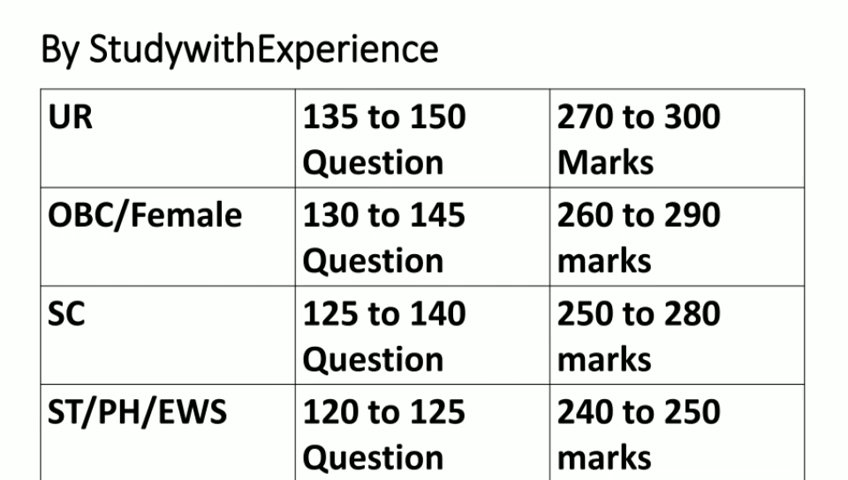 By StudywithExperience
UR
135 to 150
Question
270 to 300
Marks
OBC/Female
130 to 145
Question
260 to 290
marks
SC
125 to 140
Question
250 to 280
marks
ST/PH/EWS
120 to 125
Question
240 to 250
marks